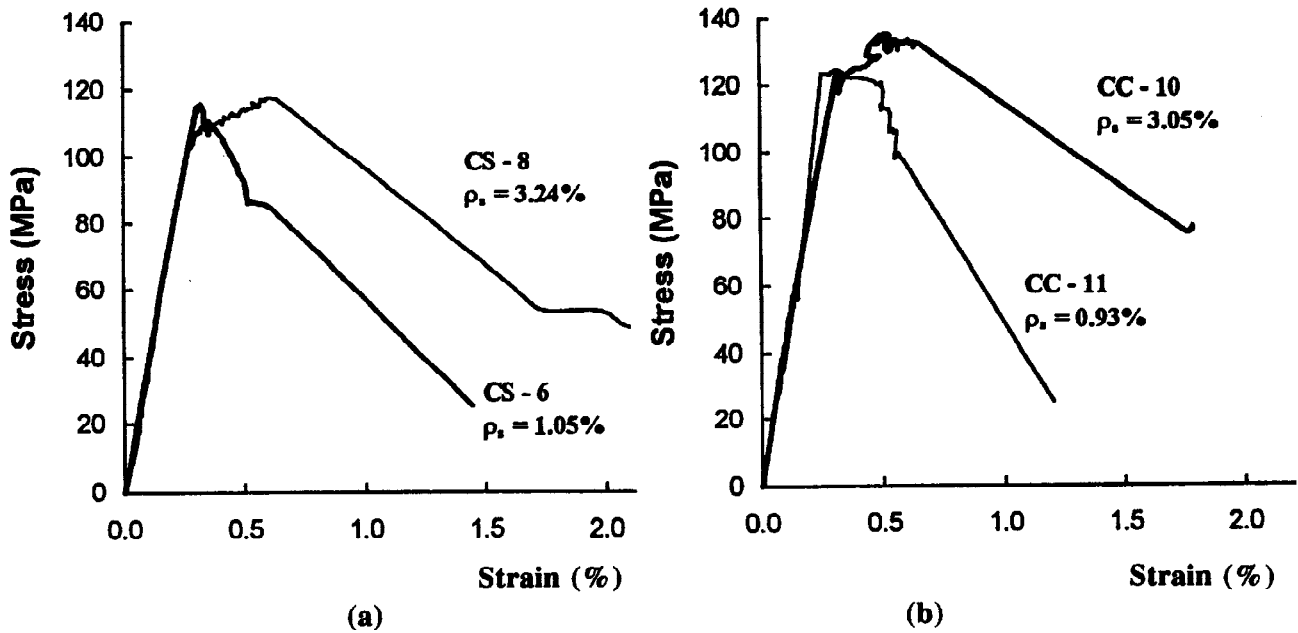 140
120
100
80
60
40
20
0
Stress (MPa)
0.0 0.5 1.0 1.5 2.0
Strain (%)
CS - 8
ρs = 3.24%
CS - 6
ρs = 1.05%
(a)
140
120
100
80
60
40
20
0
Stress (MPa)
0.0 0.5 1.0 1.5 2.0
Strain (%)
CC - 10
ρs = 3.05%
CC - 11
ρs = 0.93%
(b)